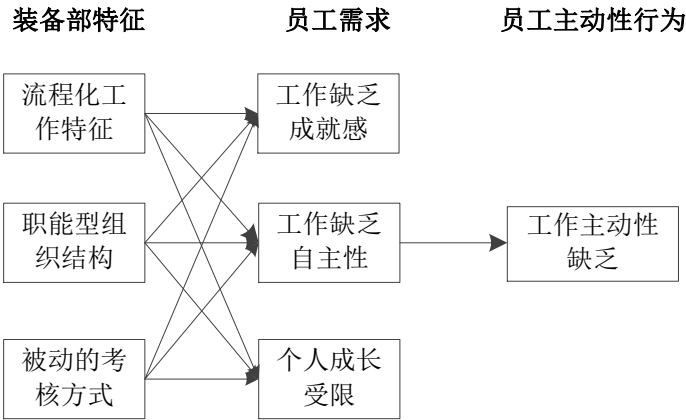 装备部特征
员工需求
员工主动性行为
流程化工
作特征
工作缺乏
成就感
职能型组
织结构
工作缺乏
自主性
工作主动性
缺乏
被动的考
核方式
个人成长
受限